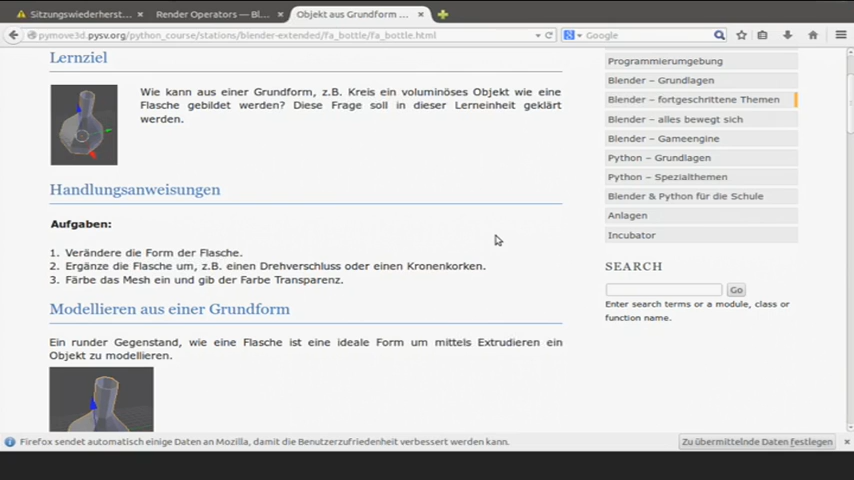 Sitzungswiederherst...
Render Operators — Bl...
Objekt aus Grundform ...
pymove3d.pysv.org/python_course/stations/blender-extended/fa_bottle/fa_bottle.html
Google
Lernziel
Wie kann aus einer Grundform, z.B. Kreis ein voluminöses Objekt wie eine
Flasche gebildet werden? Diese Frage soll in dieser Lerneinheit geklärt
werden.
Handlungsanweisungen
Aufgaben:
1. Verändere die Form der Flasche.
2. Ergänze die Flasche um, z.B. einen Drehverschluss oder einen Kronenkorken.
3. Färbe das Mesh ein und gib der Farbe Transparenz.
Modellieren aus einer Grundform
Ein runder Gegenstand, wie eine Flasche ist eine ideale Form um mittels Extrudieren ein
Objekt zu modellieren.
Programmierumgebung
Blender – Grundlagen
Blender – fortgeschrittene Themen
Blender – alles bewegt sich
Blender – Gameengine
Python – Grundlagen
Python – Spezialthemen
Blender & Python für die Schule
Anlagen
Incubator
SEARCH
Go
Enter search terms or a module, class or
function name.
Firefox sendet automatisch einige Daten an Mozilla, damit die Benutzerzufriedenheit verbessert werden kann.
Zu übermittelnde Daten festlegen